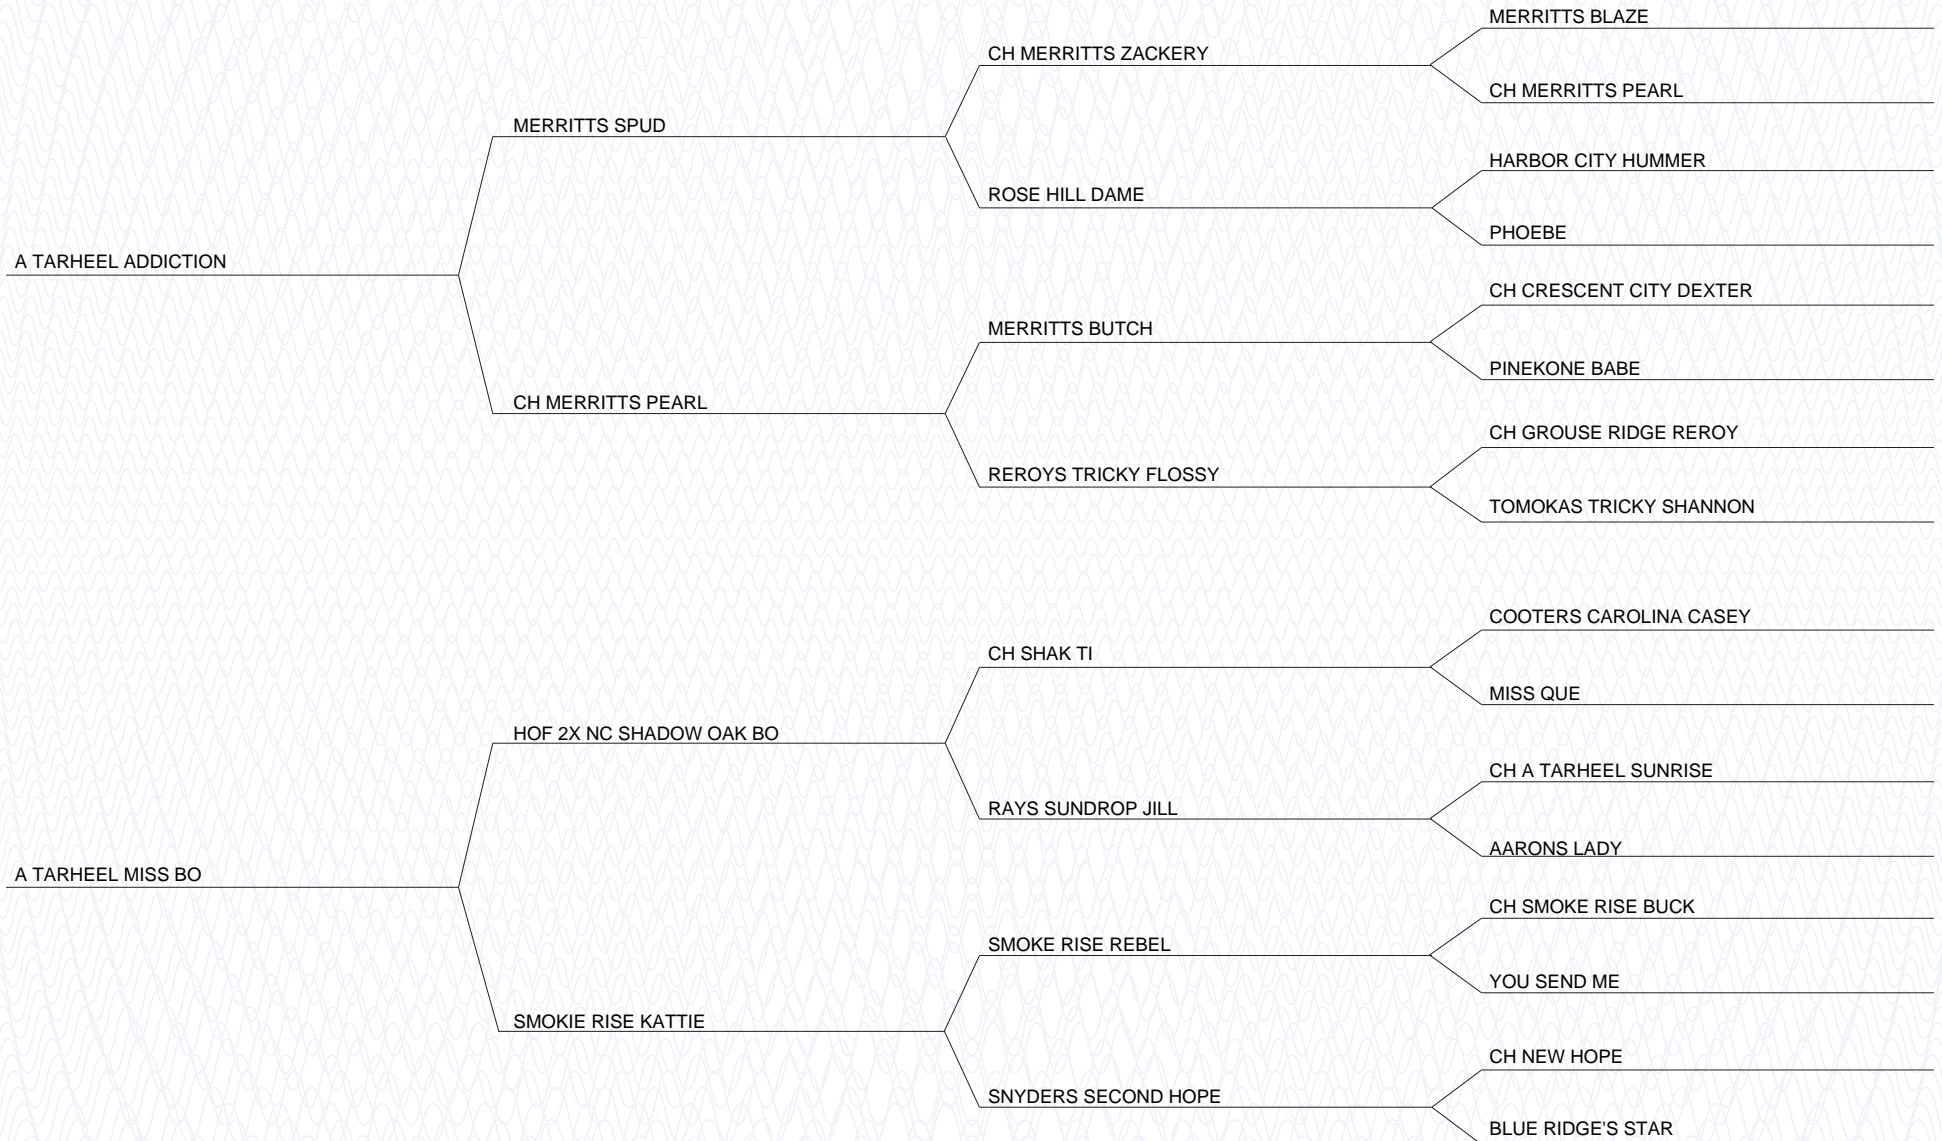 MERRITTS BLAZE
CH MERRITTS ZACKERY
CH MERRITTS PEARL
MERRITTS SPUD
HARBOR CITY HUMMER
ROSE HILL DAME
PHOEBE
A TARHEEL ADDICTION
CH CRESCENT CITY DEXTER
MERRITTS BUTCH
PINEKONE BABE
CH MERRITTS PEARL
CH GROUSE RIDGE REROY
REROYS TRICKY FLOSSY
TOMOKAS TRICKY SHANNON
COOTERS CAROLINA CASEY
CH SHAK TI
MISS QUE
HOF 2X NC SHADOW OAK BO
CH A TARHEEL SUNRISE
RAYS SUNDROP JILL
AARONS LADY
A TARHEEL MISS BO
CH SMOKE RISE BUCK
SMOKE RISE REBEL
YOU SEND ME
SMOKIE RISE KATTIE
CH NEW HOPE
SNYDERS SECOND HOPE
BLUE RIDGE'S STAR